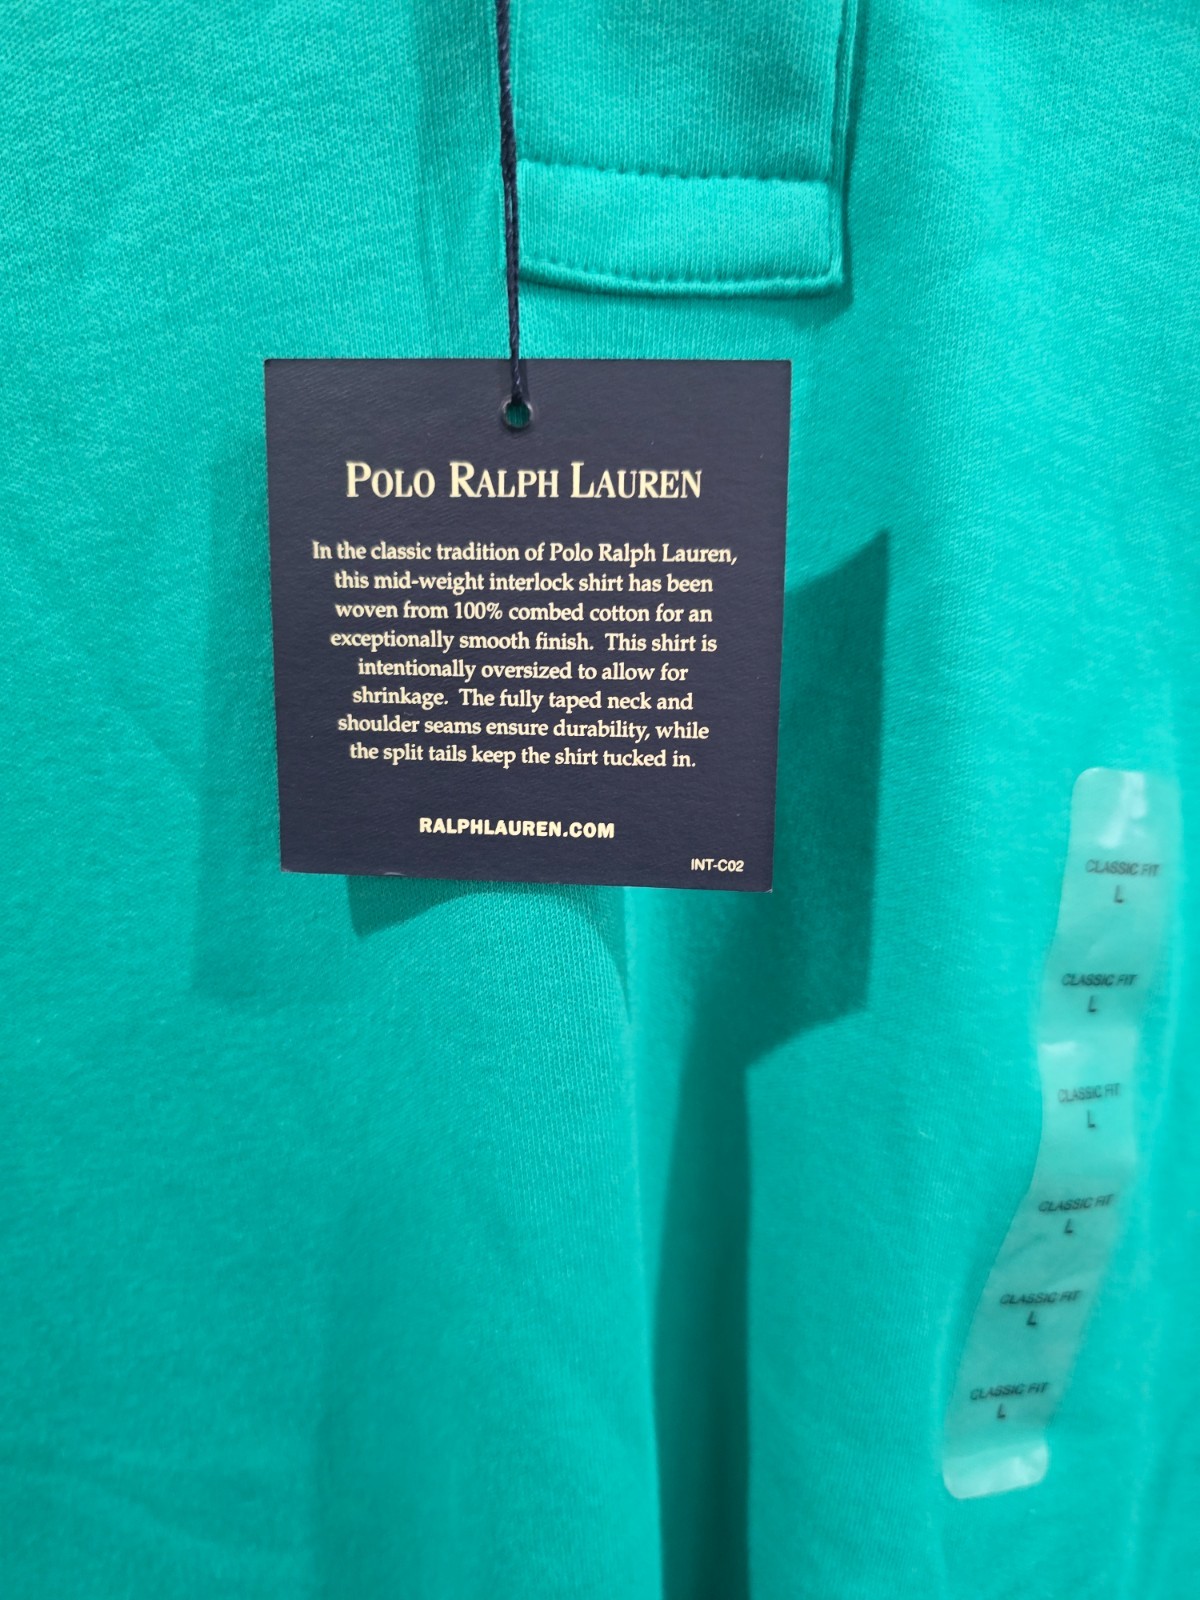 POLO RALPH LAUREN
In the classic tradition of Polo Ralph Lauren,
this mid-weight interlock shirt has been
woven from 100% combed cotton for an
exceptionally smooth finish. This shirt is
intentionally oversized to allow for
shrinkage. The fully taped neck and
shoulder seams ensure durability, while
the split tails keep the shirt tucked in.
RALPHLAUREN.COM
INT-C02
CLASSIC FIT
L
CLASSIC FIT
L
CLASSIC FIT
L
CLASSIC FIT
L
CLASSIC FIT
L
CLASSIC FIT
L